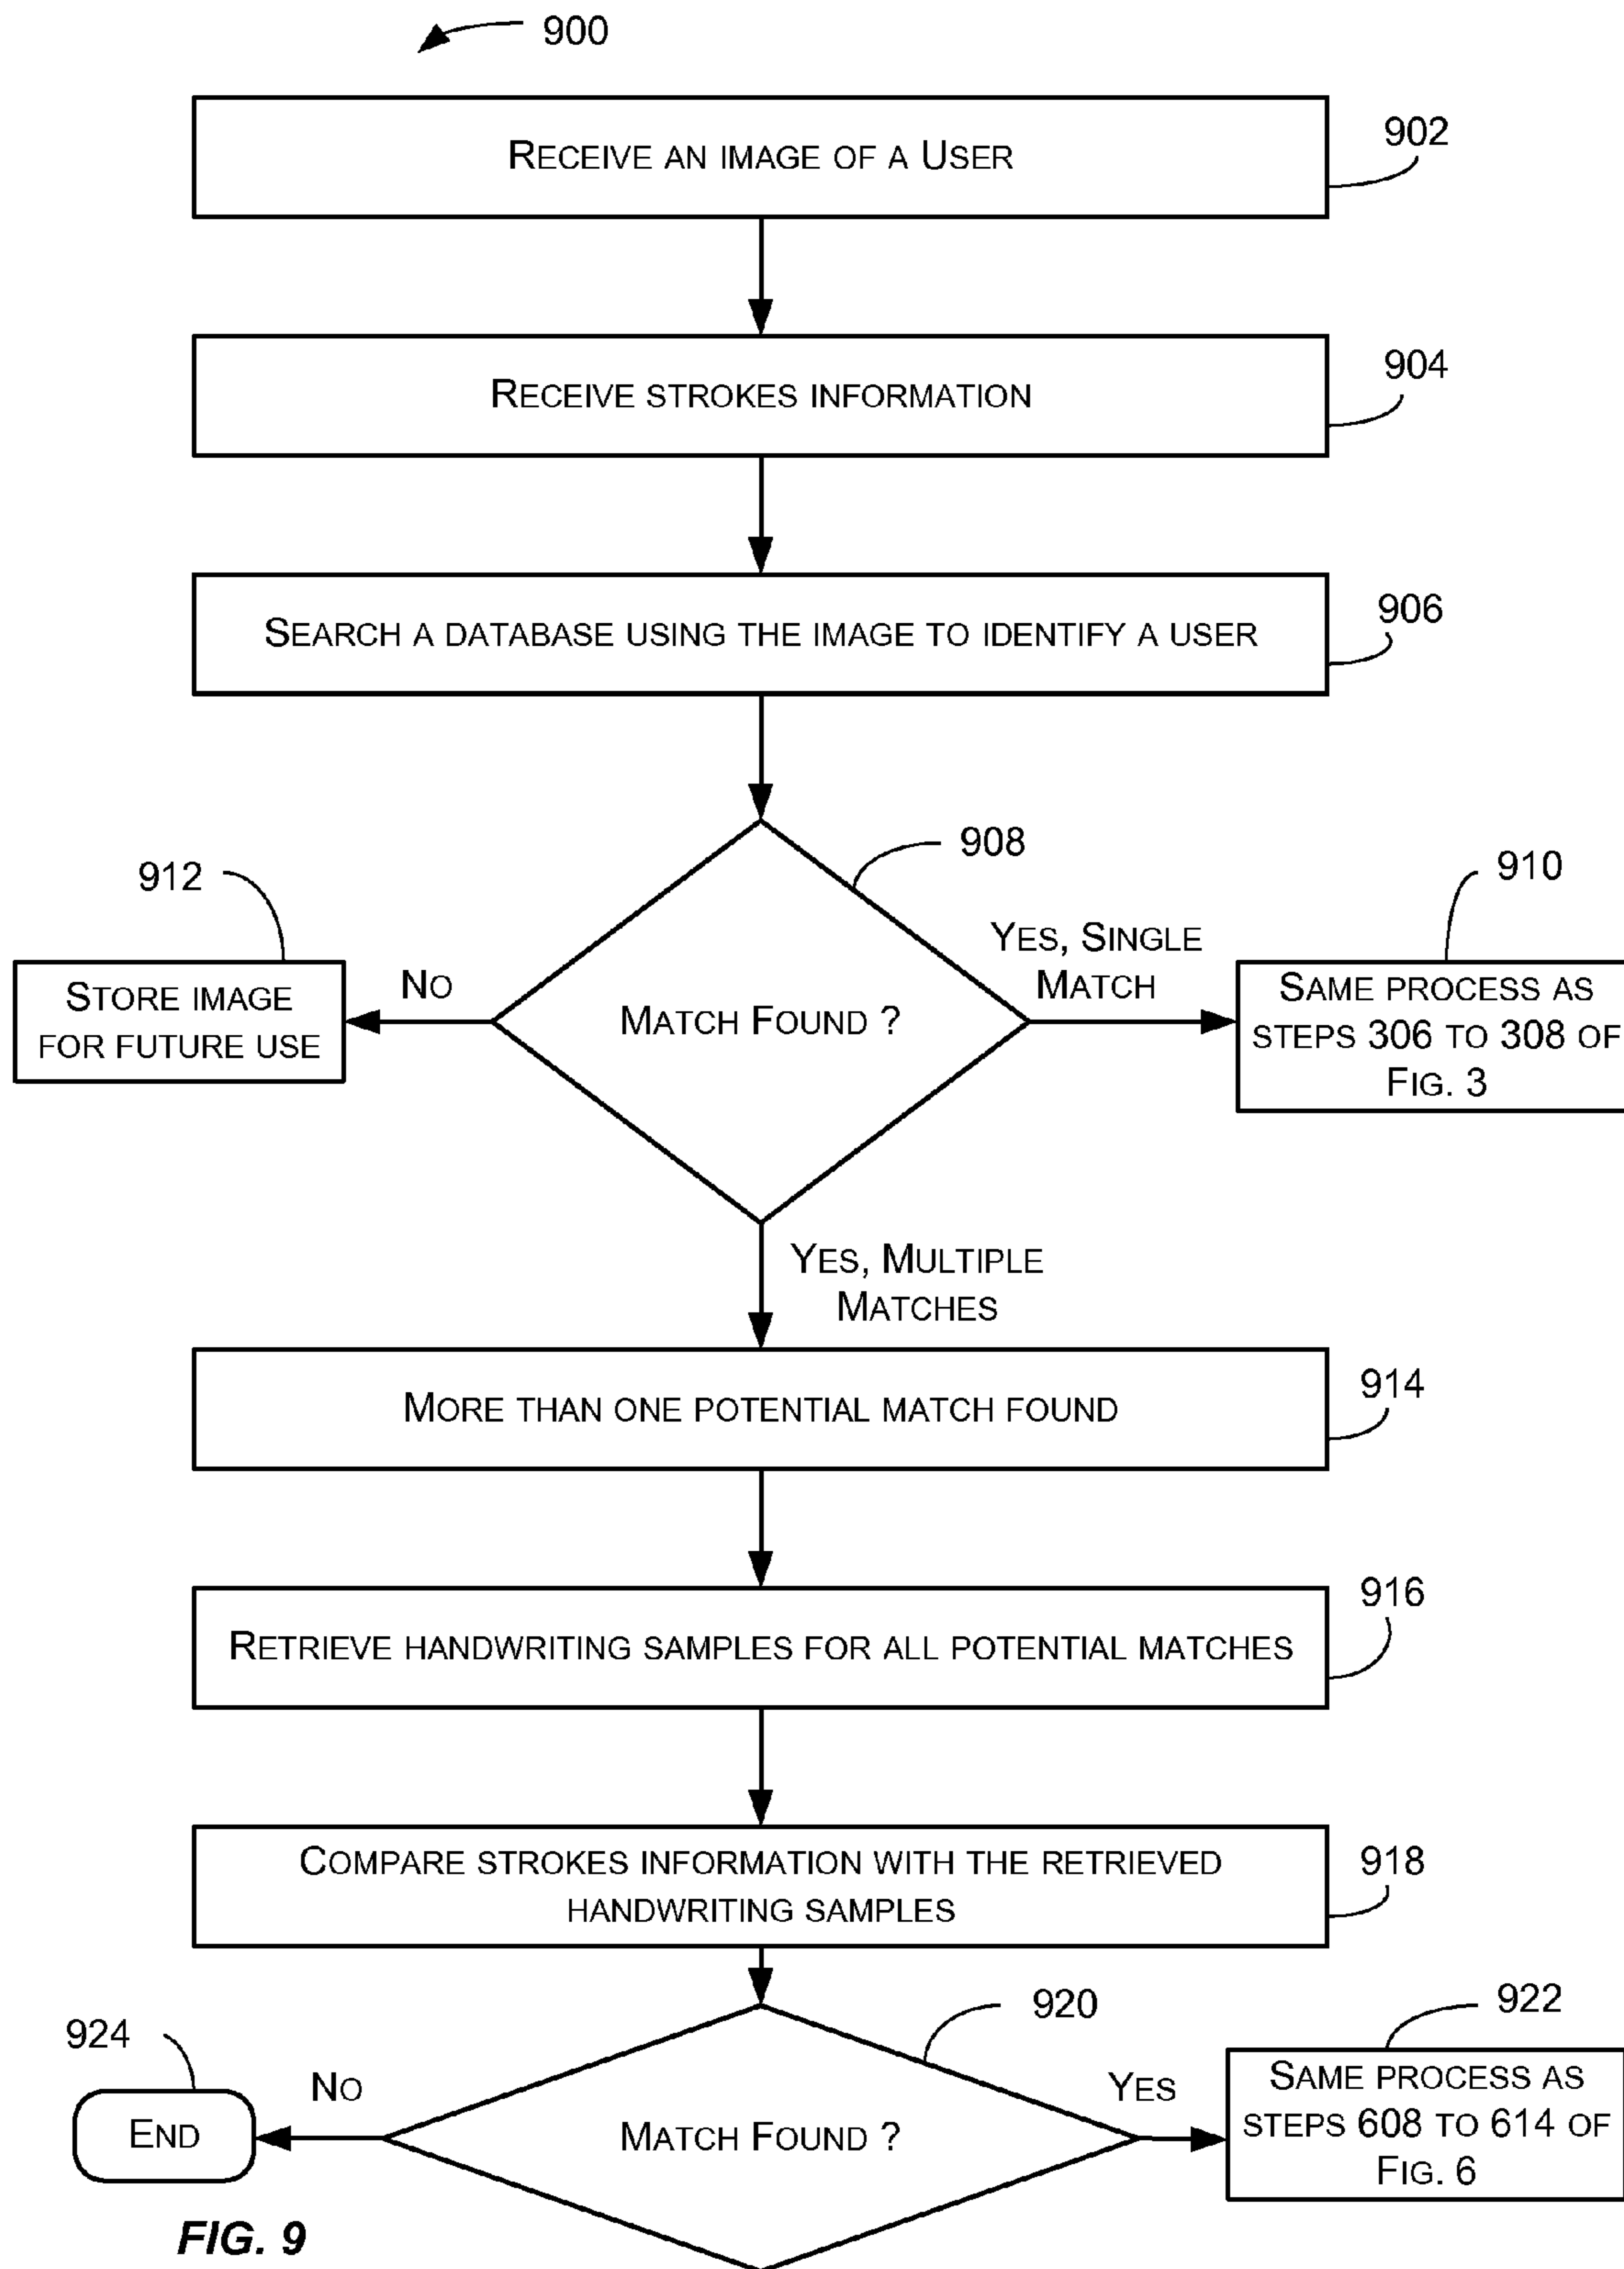 900
RECEIVE AN IMAGE OF A USER
902
RECEIVE STROKES INFORMATION
904
SEARCH A DATABASE USING THE IMAGE TO IDENTIFY A USER
906
908
912
910
NO
YES, SINGLE
MATCH
STORE IMAGE
FOR FUTURE USE
MATCH FOUND ?
SAME PROCESS AS
STEPS 306 TO 308 OF
FIG. 3
YES, MULTIPLE
MATCHES
MORE THAN ONE POTENTIAL MATCH FOUND
914
RETRIEVE HANDWRITING SAMPLES FOR ALL POTENTIAL MATCHES
916
COMPARE STROKES INFORMATION WITH THE RETRIEVED
HANDWRITING SAMPLES
918
920
922
924
NO
YES
END
MATCH FOUND ?
SAME PROCESS AS
STEPS 608 TO 614 OF
FIG. 6
FIG. 9